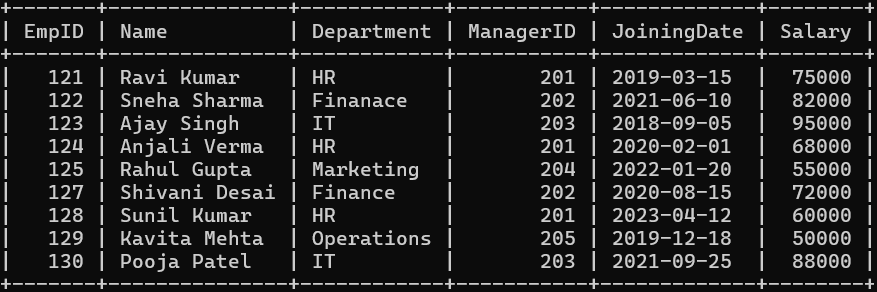 | EmpID | Name          | Department | ManagerID | JoiningDate | Salary |
|   121 | Ravi Kumar    | HR         |       201 | 2019-03-15  |  75000 |
|   122 | Sneha Sharma  | Finanace   |       202 | 2021-06-10  |  82000 |
|   123 | Ajay Singh    | IT         |       203 | 2018-09-05  |  95000 |
|   124 | Anjali Verma  | HR         |       201 | 2020-02-01  |  68000 |
|   125 | Rahul Gupta   | Marketing  |       204 | 2022-01-20  |  55000 |
|   127 | Shivani Desai | Finance    |       202 | 2020-08-15  |  72000 |
|   128 | Sunil Kumar   | HR         |       201 | 2023-04-12  |  60000 |
|   129 | Kavita Mehta  | Operations |       205 | 2019-12-18  |  50000 |
|   130 | Pooja Patel   | IT         |       203 | 2021-09-25  |  88000 |